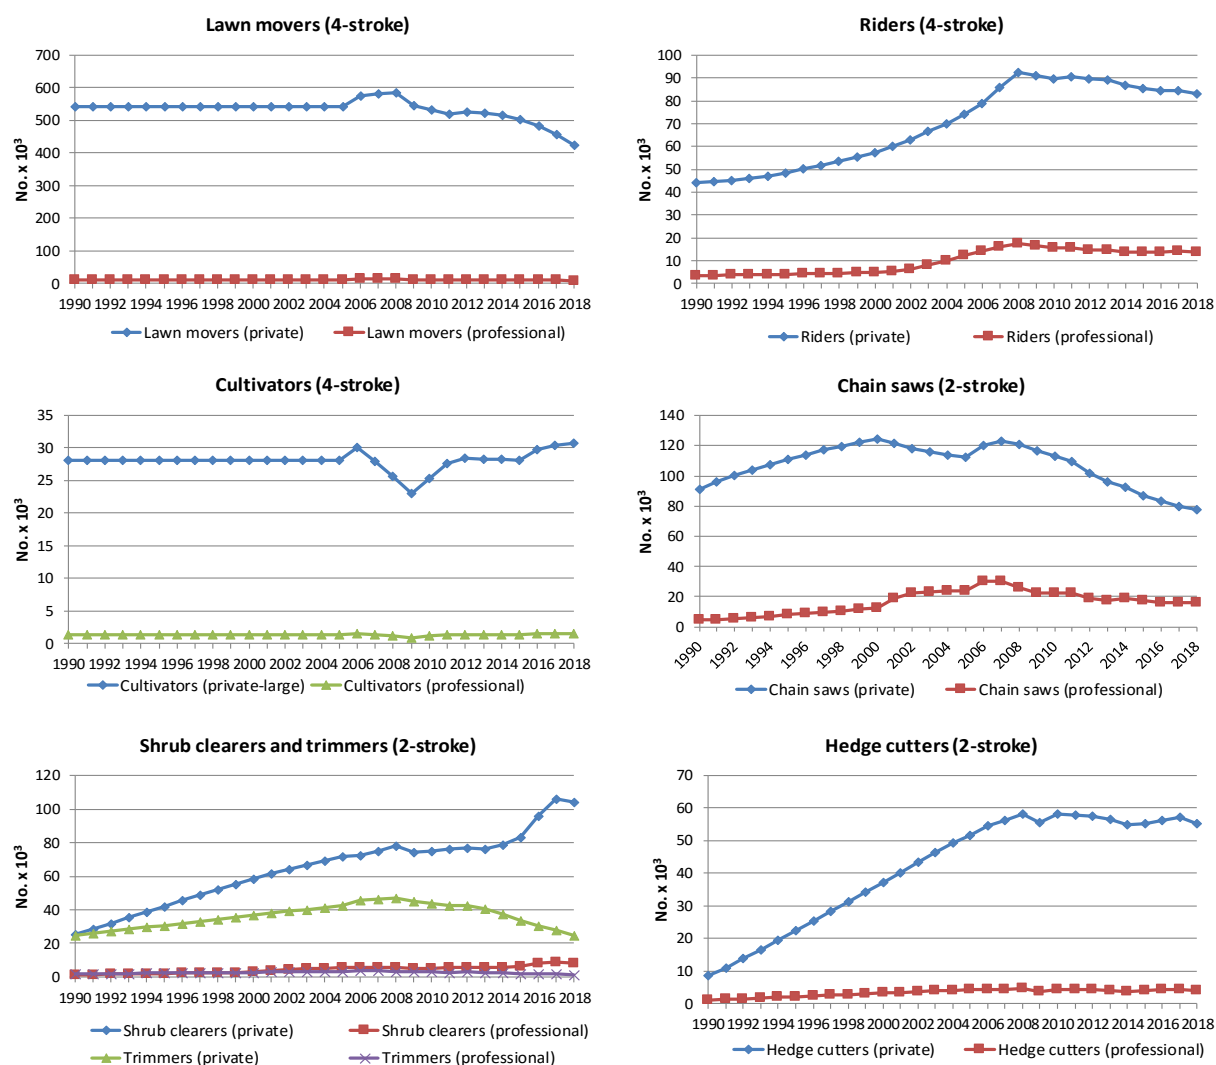 Lawn movers (4-stroke)
No. x 10³
700
600
500
400
300
200
100
0
1990 1992 1994 1996 1998 2000 2002 2004 2006 2008 2010 2012 2014 2016 2018
Lawn movers (private) Lawn movers (professional)
Riders (4-stroke)
No. x 10³
100
90
80
70
60
50
40
30
20
10
0
1990 1992 1994 1996 1998 2000 2002 2004 2006 2008 2010 2012 2014 2016 2018
Riders (private) Riders (professional)
Cultivators (4-stroke)
No. x 10³
35
30
25
20
15
10
5
0
1990 1992 1994 1996 1998 2000 2002 2004 2006 2008 2010 2012 2014 2016 2018
Cultivators (private-large) Cultivators (professional)
Chain saws (2-stroke)
No. x 10³
140
120
100
80
60
40
20
0
1990 1992 1994 1996 1998 2000 2002 2004 2006 2008 2010 2012 2014 2016 2018
Chain saws (private) Chain saws (professional)
Shrub clearers and trimmers (2-stroke)
No. x 10³
120
100
80
60
40
20
0
1990 1992 1994 1996 1998 2000 2002 2004 2006 2008 2010 2012 2014 2016 2018
Shrub clearers (private) Shrub clearers (professional)
Trimmers (private) Trimmers (professional)
Hedge cutters (2-stroke)
No. x 10³
70
60
50
40
30
20
10
0
1990 1992 1994 1996 1998 2000 2002 2004 2006 2008 2010 2012 2014 2016 2018
Hedge cutters (private) Hedge cutters (professional)